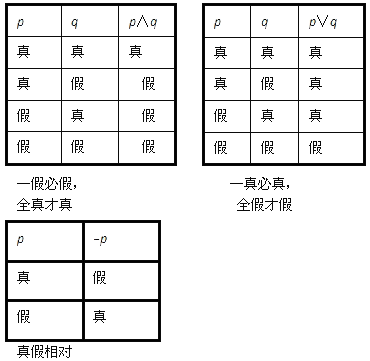 p q p∧q
真 真 真
真 假 假
假 真 假
假 假 假
一假必假，
全真才真
p q p∨q
真 真 真
真 假 真
假 真 真
假 假 假
一真必真，
全假才假
p ¬p
真 假
假 真
真假相对